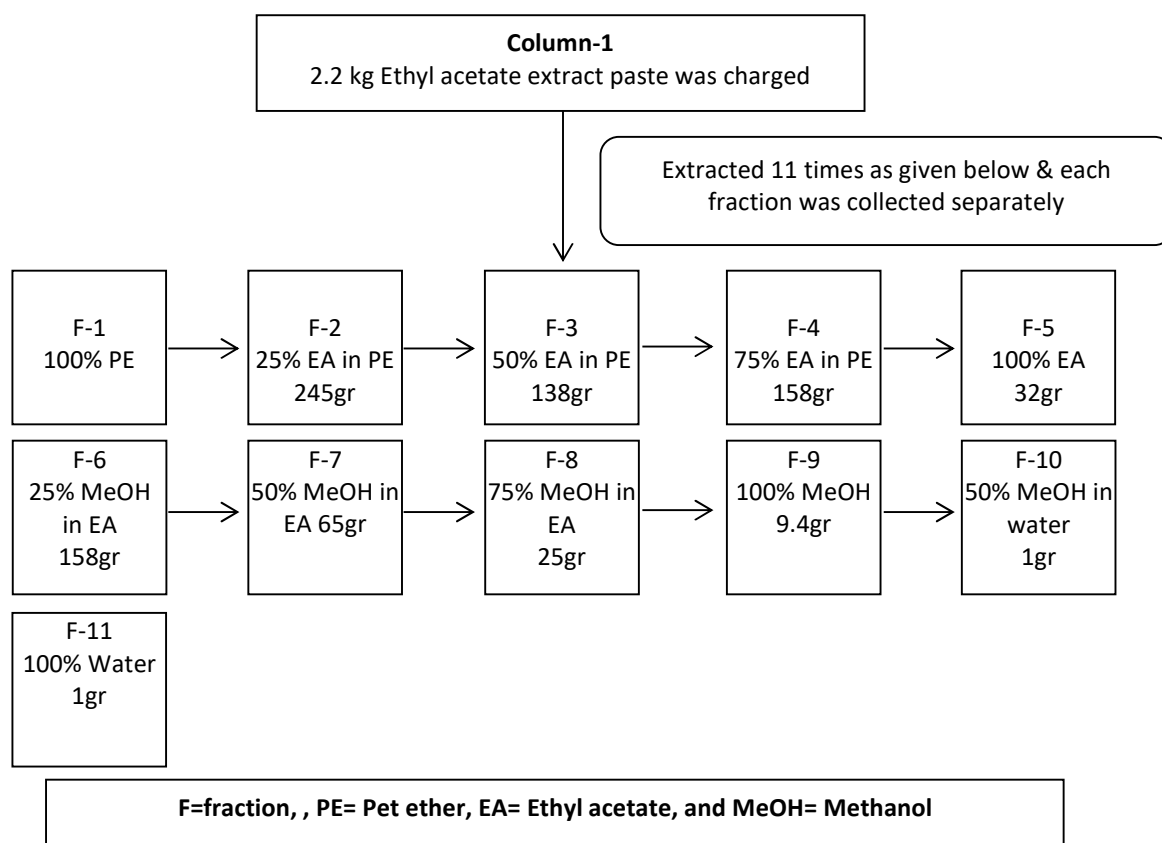 Column-1
2.2 kg Ethyl acetate extract paste was charged
Extracted 11 times as given below & each
fraction was collected separately
F-1
100% PE
F-2
25% EA in PE
245gr
F-3
50% EA in PE
138gr
F-4
75% EA in PE
158gr
F-5
100% EA
32gr
F-6
25% MeOH
in EA
158gr
F-7
50% MeOH in
EA 65gr
F-8
75% MeOH in
EA
25gr
F-9
100% MeOH
9.4gr
F-10
50% MeOH in
water
1gr
F-11
100% Water
1gr
F=fraction, , PE= Pet ether, EA= Ethyl acetate, and MeOH= Methanol